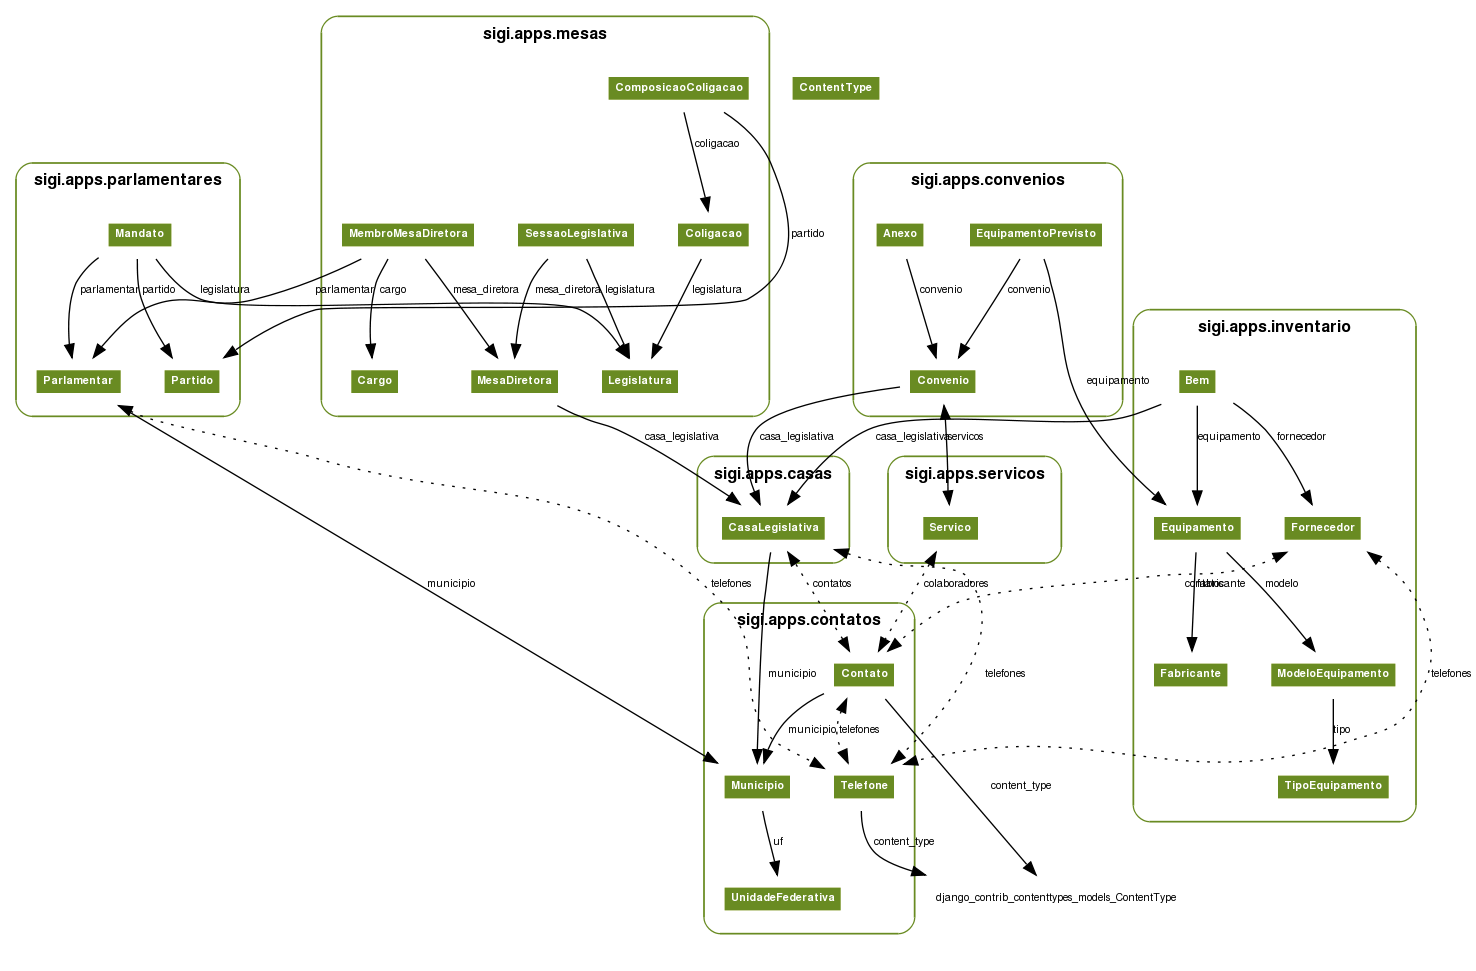 sigi.apps.mesas
ComposicaoColigacao
ContentType
coligacao
sigi.apps.parlamentares
sigi.apps.convenios
Mandato
MembroMesaDiretora
SessaoLegislativa
Coligacao
partido
Anexo
EquipamentoPrevisto
parlamentar
partido
legislatura
parlamentar
cargo
mesa_diretora
mesa_diretora
legislatura
legislatura
convenio
convenio
sigi.apps.inventario
Parlamentar
Partido
Cargo
MesaDiretora
Legislatura
Convenio
equipamento
Bem
casa_legislativa
casa_legislativa
casa_legislativa
servicos
equipamento
fornecedor
sigi.apps.casas
sigi.apps.servicos
CasaLegislativa
Servico
Equipamento
Fornecedor
municipio
telefones
contatos
colaboradores
contatos
fabricante
modelo
sigi.apps.contatos
municipio
Contato
telefones
Fabricante
ModeloEquipamento
telefones
municipio
telefones
tipo
Municipio
Telefone
content_type
TipoEquipamento
uf
content_type
UnidadeFederativa
django_contrib_contenttypes_models_ContentType